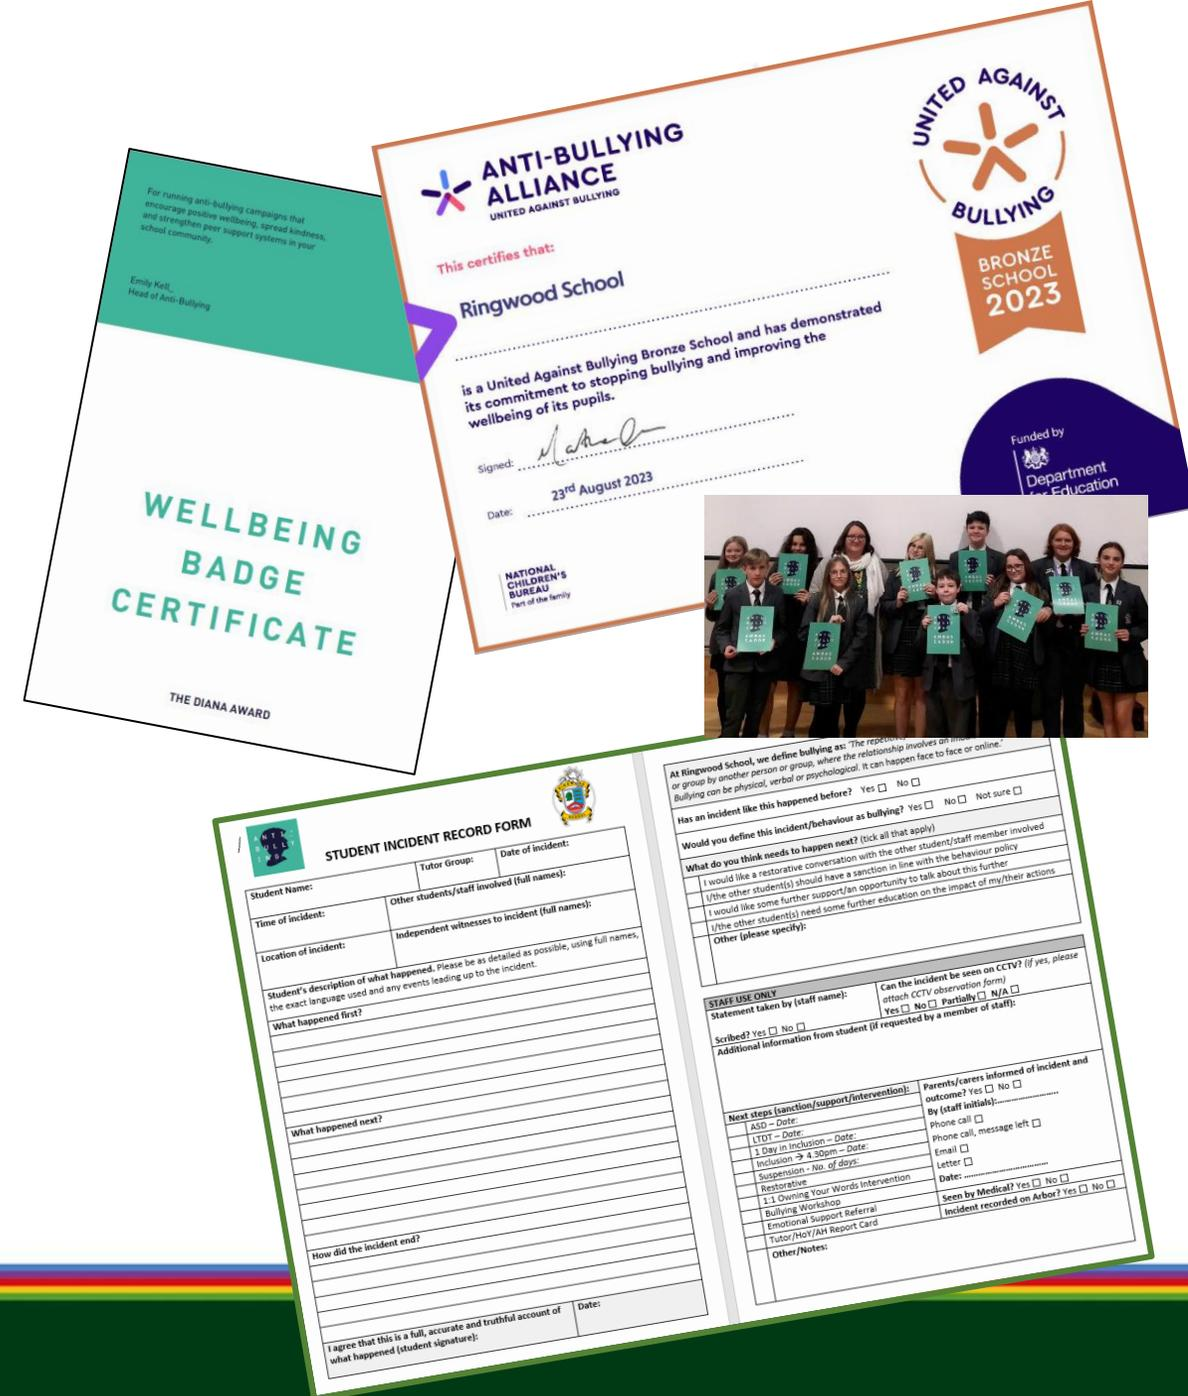 For running anti-bullying campaigns that
encourage positive wellbeing, spread kindness,
and strengthen peer support systems in your
school community.
Emily Kell_
Head of Anti-Bullying
WELLBEING
BADGE
CERTIFICATE
THE DIANA AWARD
ANTI-BULLYING
ALLIANCE
UNITED AGAINST BULLYING
This certifies that:
Ringwood School
is a United Against Bullying Bronze School and has demonstrated
its commitment to stopping bullying and improving the
wellbeing of its pupils.
Signed:
23rd August 2023
Date:
NATIONAL
CHILDREN'S
BUREAU
Part of the family
UNITED AGAINST
BULLYING
BRONZE
SCHOOL
2023
Funded by
Department
for Education
ANTI-
BULLY
ING
STUDENT INCIDENT RECORD FORM
Student Name:
Tutor Group:
Date of incident:
Time of incident:
Other students/staff involved (full names):
Location of incident:
Independent witnesses to incident (full names):
Student's description of what happened. Please be as detailed as possible, using full names,
the exact language used and any events leading up to the incident.
What happened first?
What happened next?
How did the incident end?
I agree that this is a full, accurate and truthful account of
what happened (student signature):
Date:
At Ringwood School, we define bullying as: 'The
or group by another person or group, where the relationship involves an
Bullying can be physical, verbal or psychological. It can happen face to face or online.'
Has an incident like this happened before? Yes ☐ No ☐
Would you define this incident/behaviour as bullying? Yes ☐ No ☐ Not sure ☐
What do you think needs to happen next? (tick all that apply)
I would like a restorative conversation with the other student/staff member involved
I/the other student(s) should have a sanction in line with the behaviour policy
I would like some further support/an opportunity to talk about this further
I/the other student(s) need some further education on the impact of my/their actions
Other (please specify):
STAFF USE ONLY
Statement taken by (staff name):
Scribed? Yes ☐ No ☐
Can the incident be seen on CCTV? (if yes, please
attach CCTV observation form)
Yes ☐ No ☐ Partially ☐ N/A ☐
Additional information from student (if requested by a member of staff):
Next steps (sanction/support/intervention):
ASD – Date:
LTDT – Date:
1 Day in Inclusion – Date:
Inclusion → 4.30pm – Date:
Suspension - No. of days:
Restorative
1:1 Owning Your Words Intervention
Bullying Workshop
Emotional Support Referral
Tutor/HoY/AH Report Card
Other/Notes:
Parents/carers informed of incident and
outcome? Yes ☐ No ☐
By (staff initials):
Phone call ☐
Phone call, message left ☐
Email ☐
Letter ☐
Date:
Seen by Medical? Yes ☐ No ☐
Incident recorded on Arbor? Yes ☐ No ☐